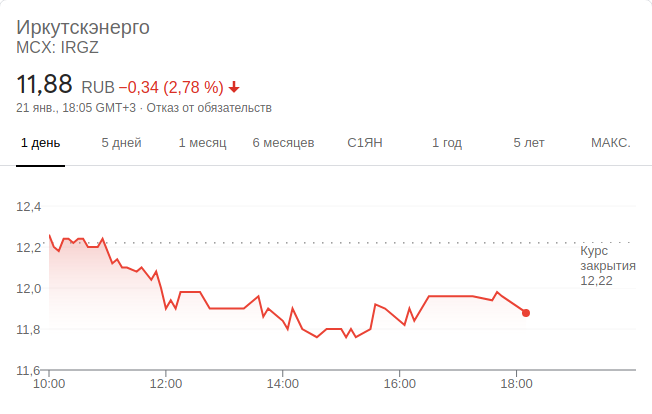 Иркутскэнерго
MCX: IRGZ
11,88 RUB −0,34 (2,78 %)
21 янв., 18:05 GMT+3 · Отказ от обязательств
1 день 5 дней 1 месяц 6 месяцев С1ЯН 1 год 5 лет МАКС.
12,4
12,2
Курс
закрытия
12,22
12,0
11,8
11,6
10:00 12:00 14:00 16:00 18:00